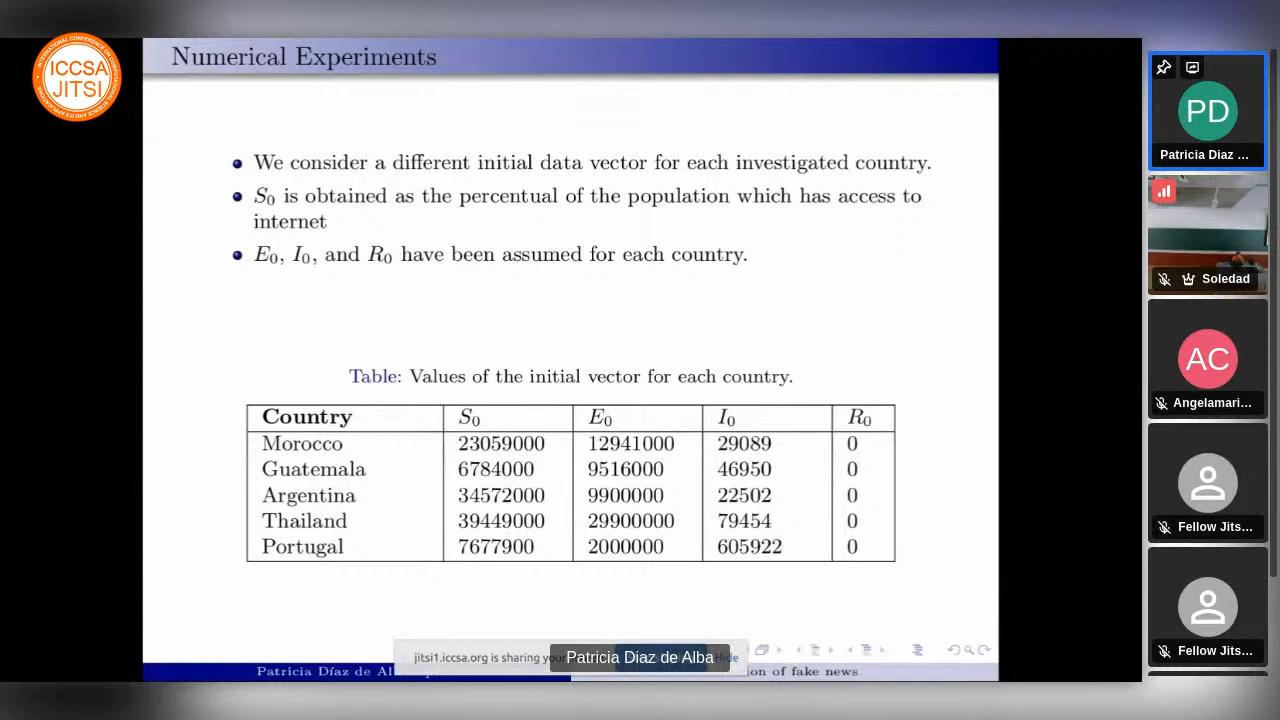 Numerical Experiments
ICCSA
JITSI
We consider a different initial data vector for each investigated country.
S0 is obtained as the percentual of the population which has access to
internet
E0, I0, and R0 have been assumed for each country.
Table: Values of the initial vector for each country.
Country S0 E0 I0 R0
Morocco 23059000 12941000 29089 0
Guatemala 6784000 9516000 46950 0
Argentina 34572000 9900000 22502 0
Thailand 39449000 29900000 79454 0
Portugal 7677900 2000000 605922 0
jitsi1.iccsa.org is sharing your
Patricia Diaz de Alba
Hide
Patricia Díaz de Al
of fake news
PD
Patricia Diaz ...
Soledad
AC
Angelamari...
Fellow Jits...
Fellow Jits...